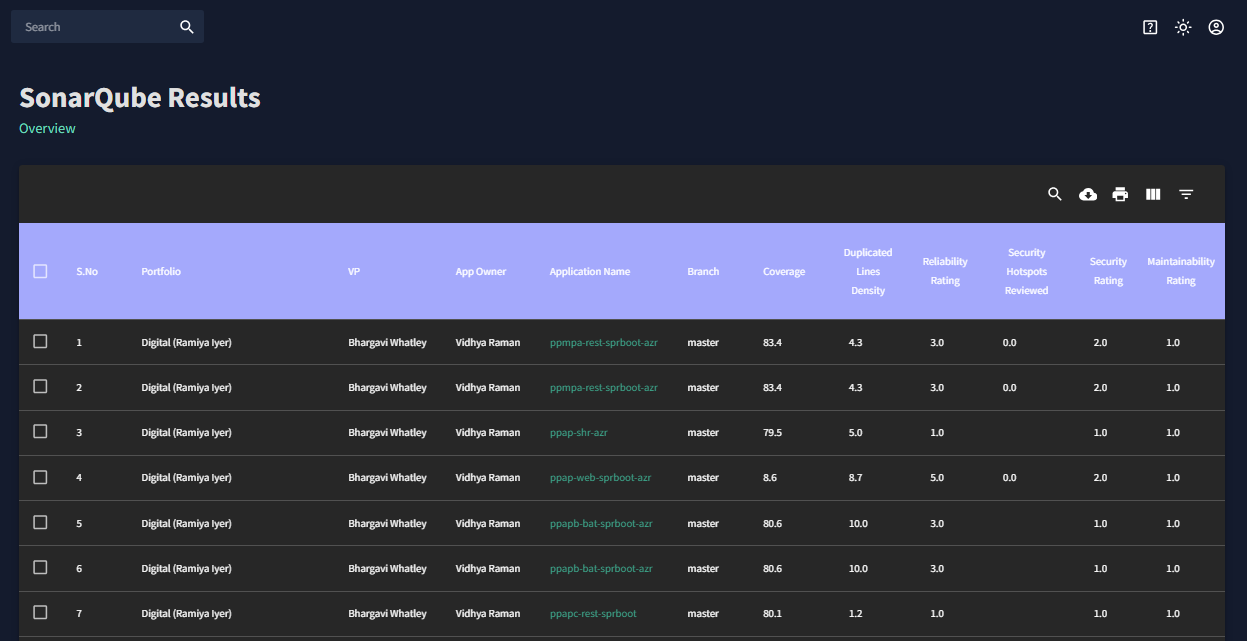 Search
SonarQube Results
Overview
S.No Portfolio VP App Owner Application Name Branch Coverage Duplicated Lines Density Reliability Rating Security Hotspots Reviewed Security Rating Maintainability Rating
1 Digital (Ramiya Iyer) Bhargavi Whatley Vidhya Raman ppmpa-rest-sprboot-azr master 83.4 4.3 3.0 0.0 2.0 1.0
2 Digital (Ramiya Iyer) Bhargavi Whatley Vidhya Raman ppmpa-rest-sprboot-azr master 83.4 4.3 3.0 0.0 2.0 1.0
3 Digital (Ramiya Iyer) Bhargavi Whatley Vidhya Raman ppap-shr-azr master 79.5 5.0 1.0 1.0 1.0
4 Digital (Ramiya Iyer) Bhargavi Whatley Vidhya Raman ppap-web-sprboot-azr master 8.6 8.7 5.0 0.0 2.0 1.0
5 Digital (Ramiya Iyer) Bhargavi Whatley Vidhya Raman ppapb-bat-sprboot-azr master 80.6 10.0 3.0 1.0 1.0
6 Digital (Ramiya Iyer) Bhargavi Whatley Vidhya Raman ppapb-bat-sprboot-azr master 80.6 10.0 3.0 1.0 1.0
7 Digital (Ramiya Iyer) Bhargavi Whatley Vidhya Raman ppapc-rest-sprboot master 80.1 1.2 1.0 1.0 1.0